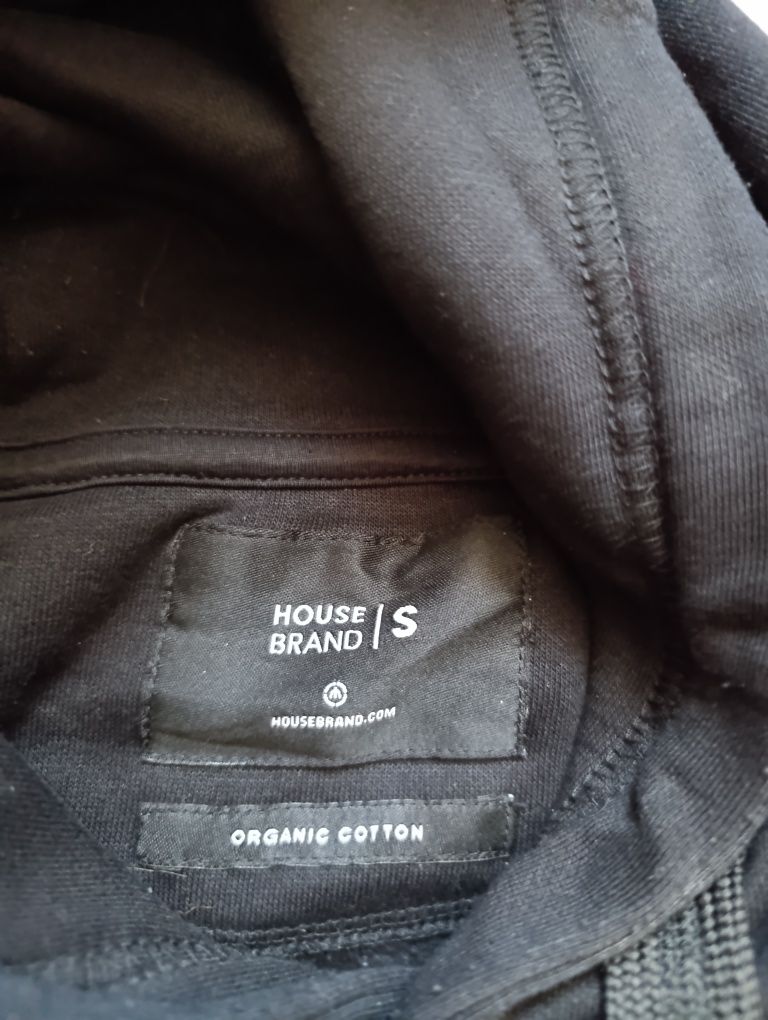 HOUSE
BRAND | S
HOUSEBRAND.COM
ORGANIC COTTON